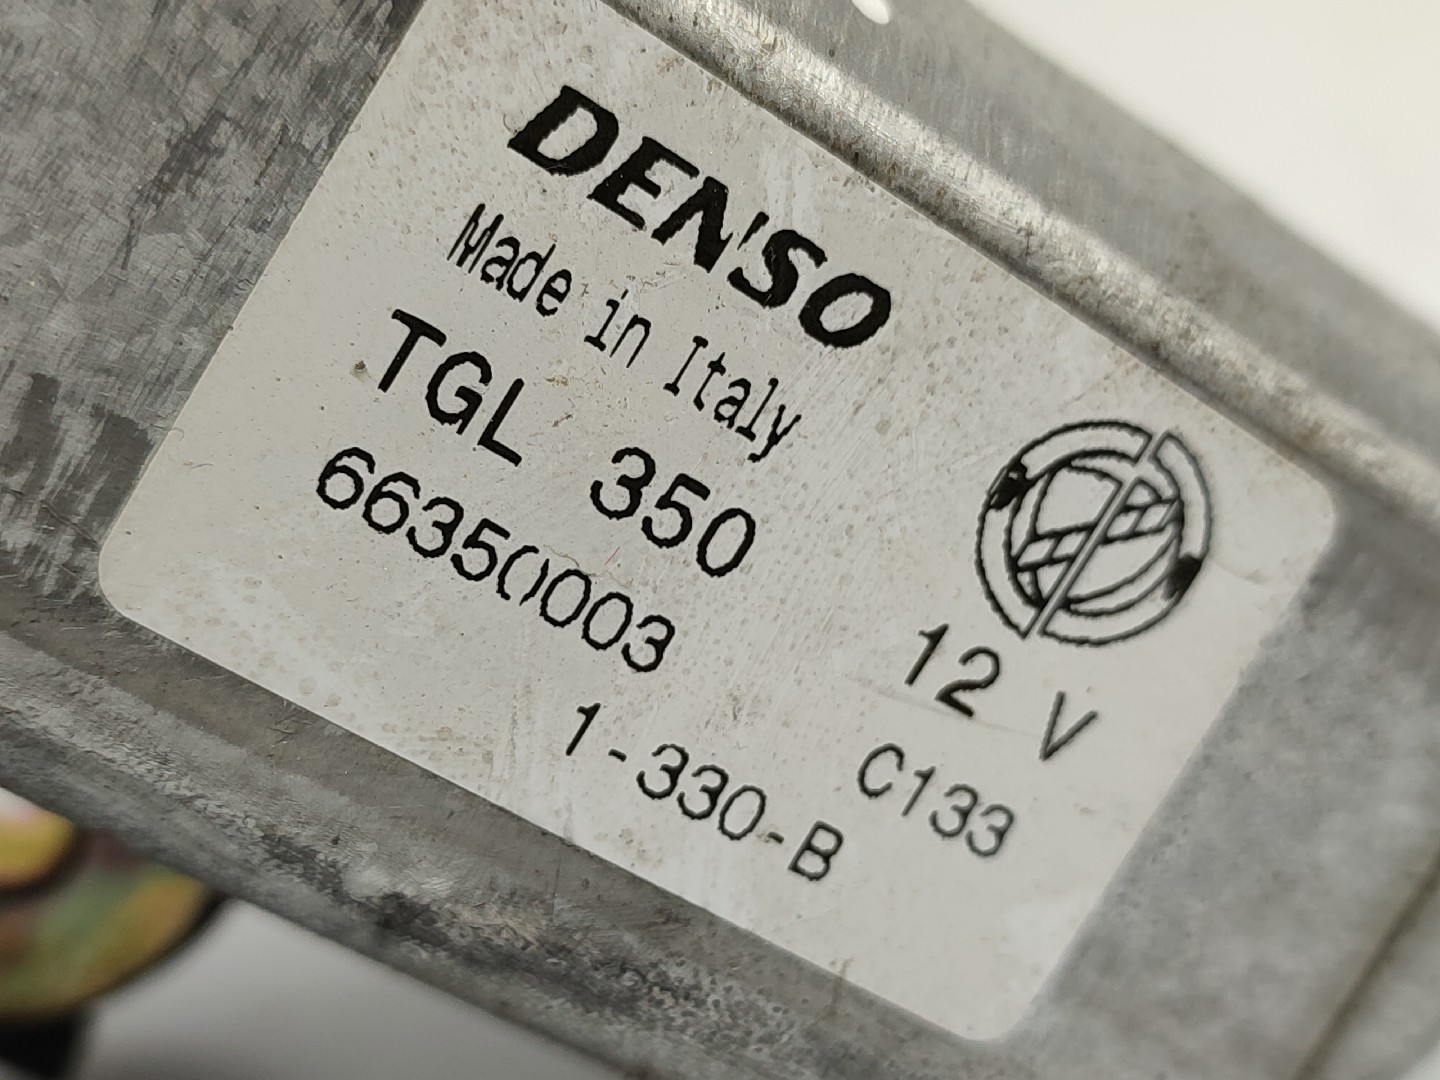 DENSO
Made in Italy
TGL 350
66350003
12 V
C133
1-330-B